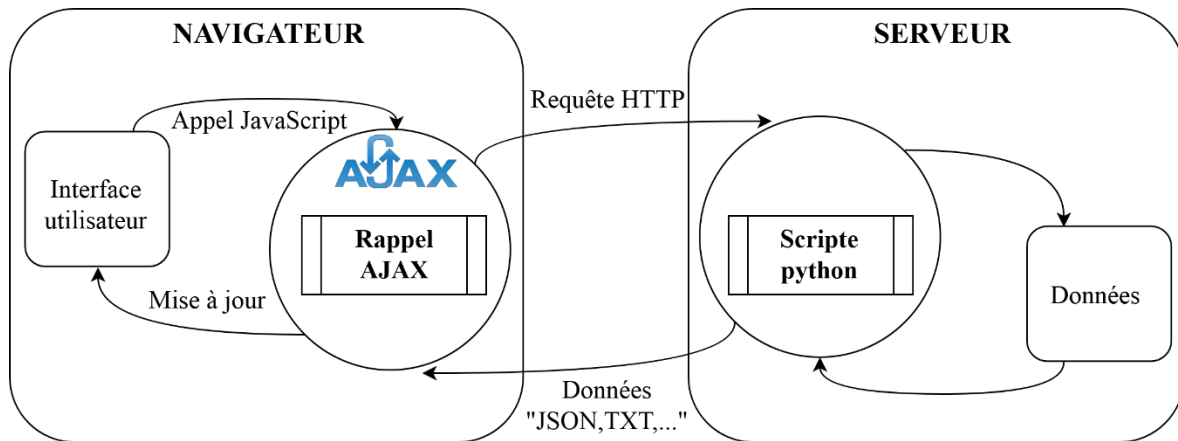 NAVIGATEUR
SERVEUR
Appel JavaScript
Requête HTTP
AJAX
Interface
utilisateur
Rappel
AJAX
Scripte
python
Données
Mise à jour
Données
"JSON,TXT,..."